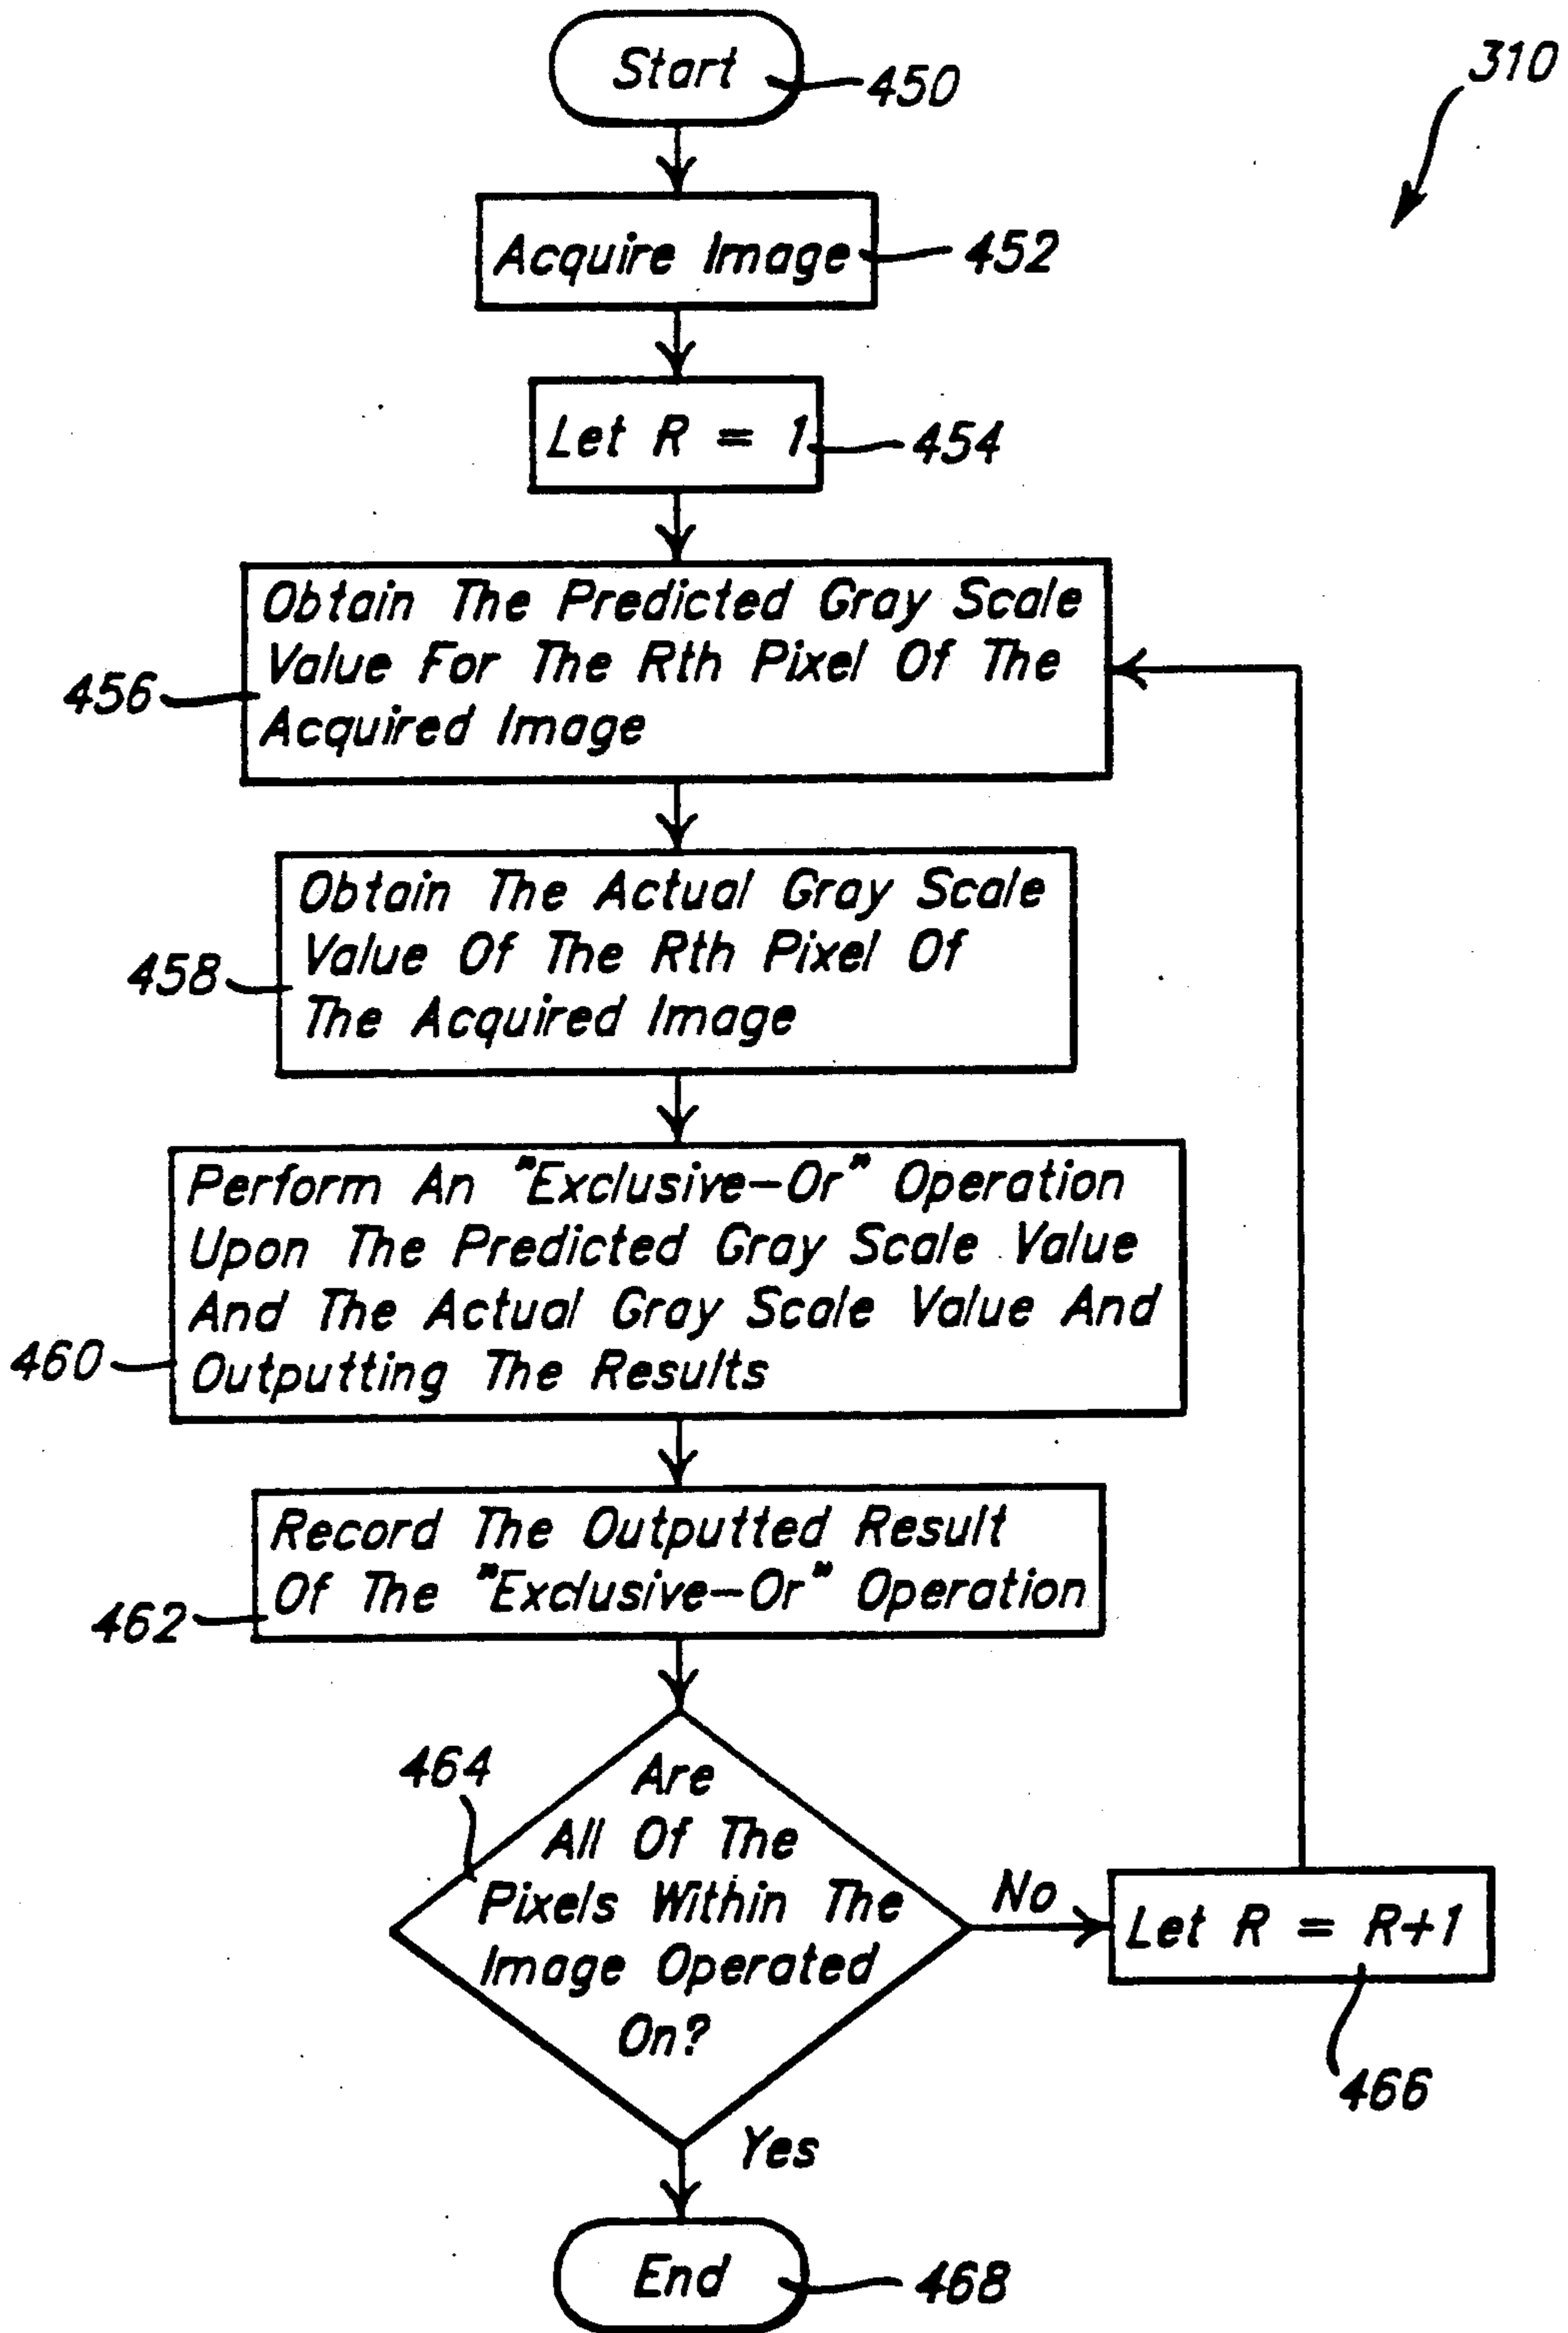 Start
450
310
Acquire Image
452
Let R = 1
454
Obtain The Predicted Gray Scale
Value For The Rth Pixel Of The
Acquired Image
456
Obtain The Actual Gray Scale
Value Of The Rth Pixel Of
The Acquired Image
458
Perform An "Exclusive-Or" Operation
Upon The Predicted Gray Scale Value
And The Actual Gray Scale Value And
Outputting The Results
460
Record The Outputted Result
Of The "Exclusive-Or" Operation
462
464
Are
All Of The
Pixels Within The
Image Operated
On?
No
Let R = R+1
466
Yes
End
468